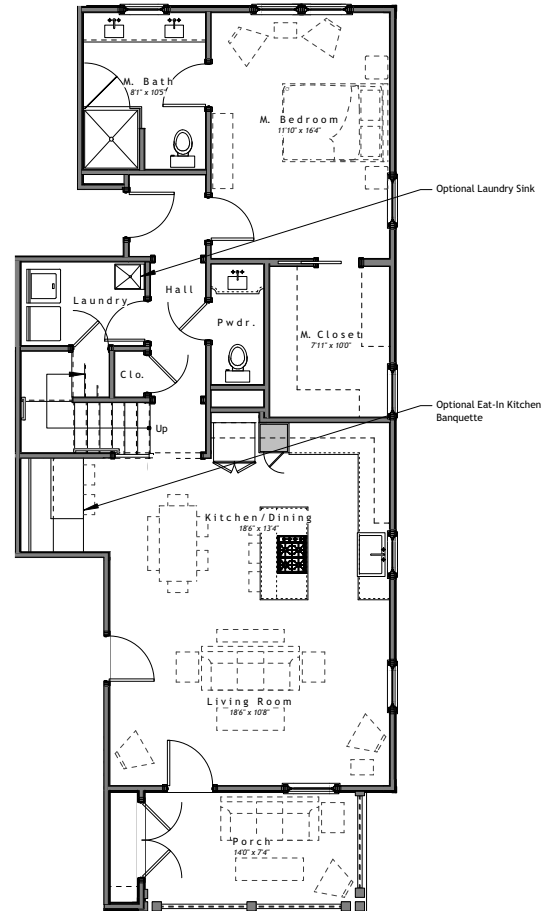 M. Bath
8'1" x 10'5"
M. Bedroom
11'10" x 16'4"
Optional Laundry Sink
Hall
Laundry
Pwdr.
M. Closet
7'11" x 10'0"
Clo.
Optional Eat-In Kitchen
Banquette
Up
Kitchen/Dining
18'6" x 13'4"
Living Room
18'6" x 10'8"
Porch
14'0" x 7'4"